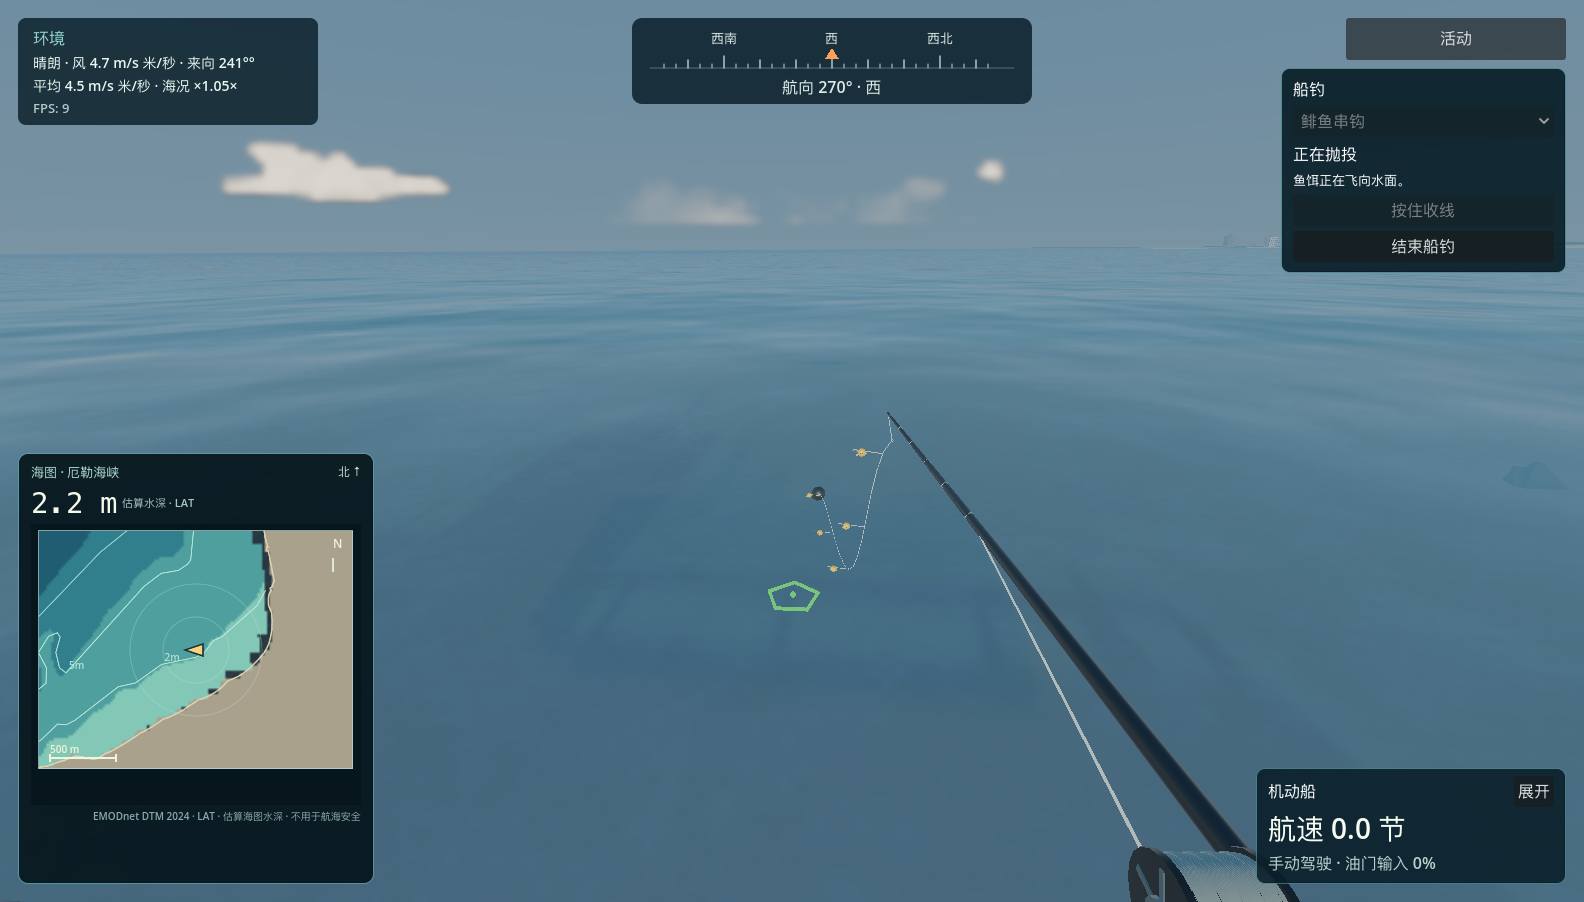 环境
晴朗 · 风 4.7 m/s 米/秒 · 来向 241°°
平均 4.5 m/s 米/秒 · 海况 ×1.05×
FPS: 9
西南 西 西北
航向 270° · 西
活动
船钓
鲱鱼串钩
正在抛投
鱼饵正在飞向水面。
按住收线
结束船钓
海图 · 厄勒海峡 北 ↑
2.2 m 估算水深 · LAT
N
5m
2m
500 m
EMODnet DTM 2024 · LAT · 估算海图水深 · 不用于航海安全
机动船 展开
航速 0.0 节
手动驾驶 · 油门输入 0%